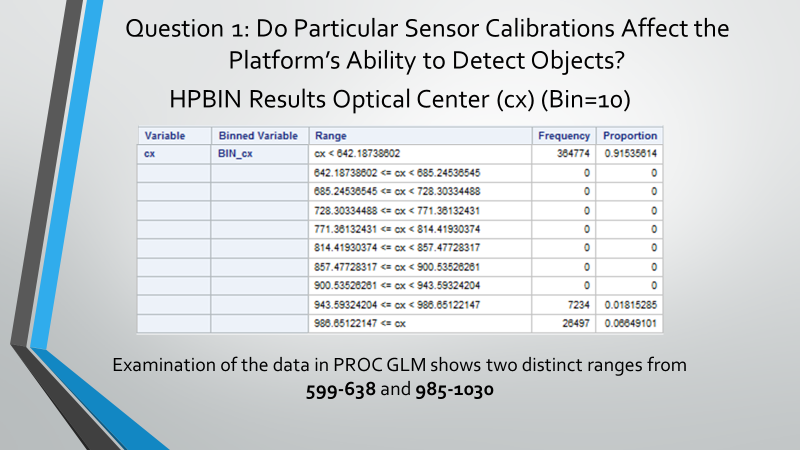 Question 1: Do Particular Sensor Calibrations Affect the
Platform's Ability to Detect Objects?
HPBIN Results Optical Center (cx) (Bin=10)
Variable Binned Variable Range Frequency Proportion
cx BIN_cx cx < 642.18738602 364774 0.91535614
642.18738602 <= cx < 685.24536545 0 0
685.24536545 <= cx < 728.30334488 0 0
728.30334488 <= cx < 771.36132431 0 0
771.36132431 <= cx < 814.41930374 0 0
814.41930374 <= cx < 857.47728317 0 0
857.47728317 <= cx < 900.53526261 0 0
900.53526261 <= cx < 943.59324204 0 0
943.59324204 <= cx < 986.65122147 7234 0.01815285
986.65122147 <= cx 26497 0.06649101
Examination of the data in PROC GLM shows two distinct ranges from
599-638 and 985-1030